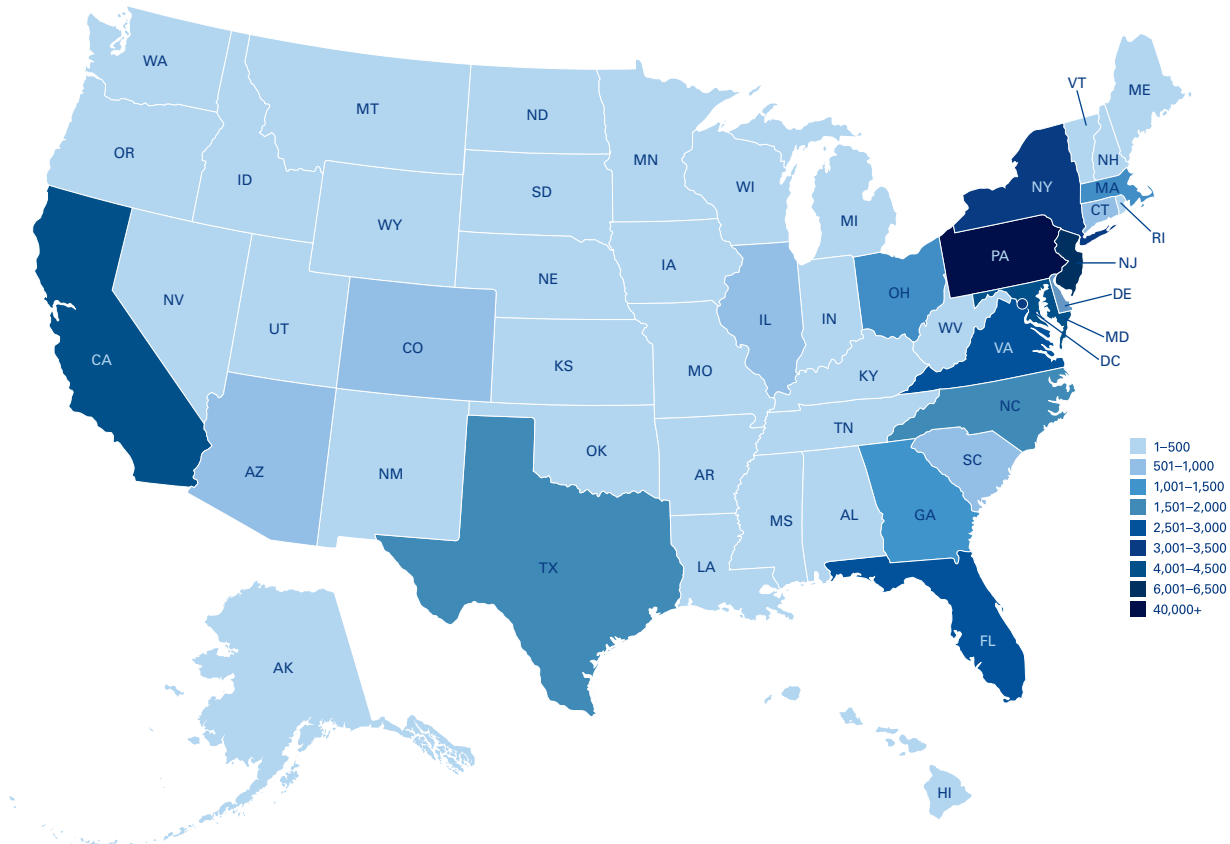 WA
MT
ND
MN
VT
ME
OR
ID
SD
WI
MI
NH
NY
MA
CT
RI
WY
IA
NE
PA
NJ
NV
UT
CO
IL
IN
OH
DE
WV
MD
VA
DC
CA
KS
MO
KY
NC
TN
AZ
NM
OK
AR
SC
MS
AL
GA
TX
LA
FL
AK
HI
1–500
501–1,000
1,001–1,500
1,501–2,000
2,501–3,000
3,001–3,500
4,001–4,500
6,001–6,500
40,000+